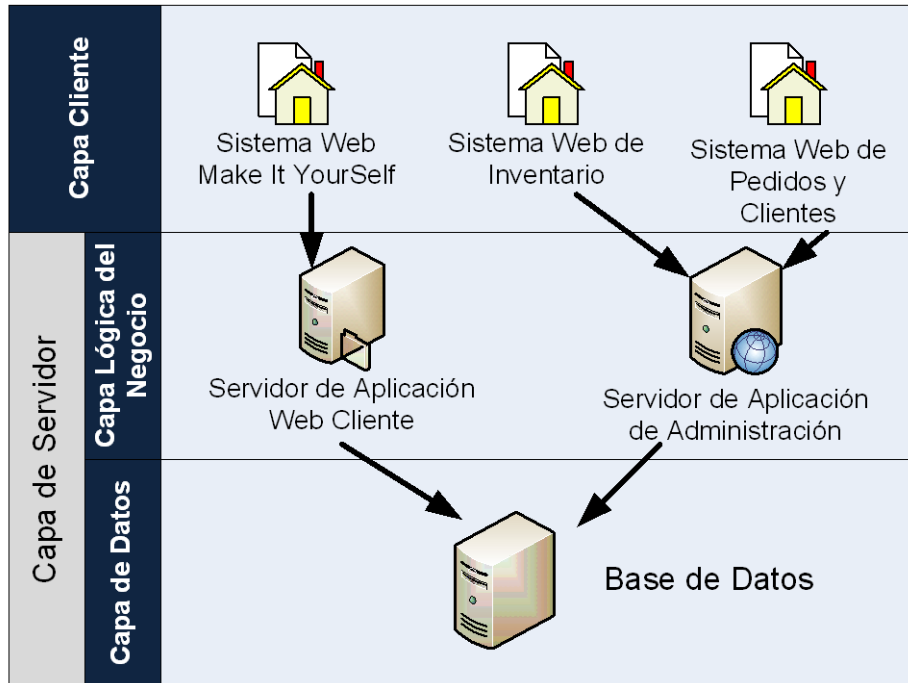 Capa Cliente
Sistema Web
Make It YourSelf
Sistema Web de
Inventario
Sistema Web de
Pedidos y
Clientes
Capa de Servidor
Capa Lógica del
Negocio
Servidor de Aplicación
Web Cliente
Servidor de Aplicación
de Administración
Capa de Datos
Base de Datos